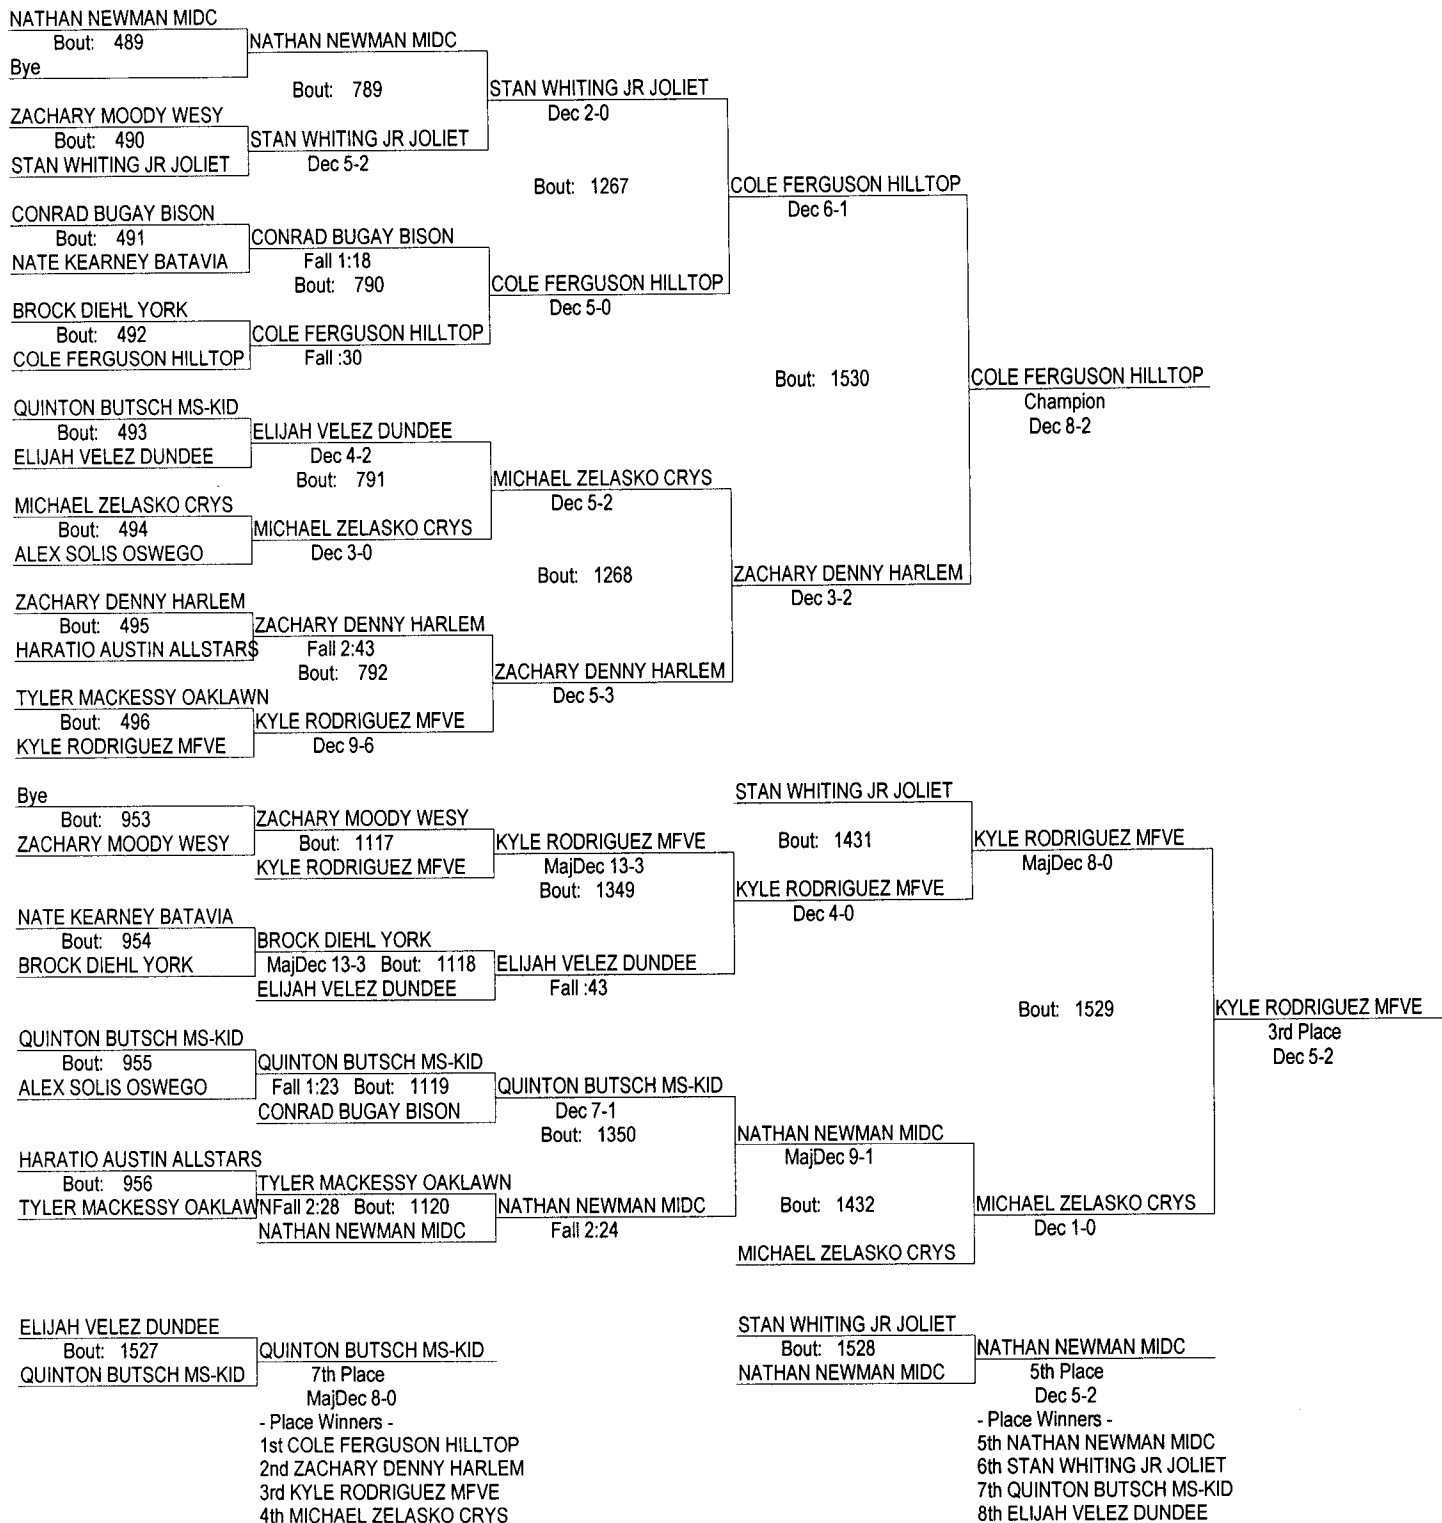 NATHAN NEWMAN MIDC
Bout: 489
Bye
NATHAN NEWMAN MIDC
Bout: 789
ZACHARY MOODY WESY
Bout: 490
STAN WHITING JR JOLIET
STAN WHITING JR JOLIET
Dec 5-2
STAN WHITING JR JOLIET
Dec 2-0
Bout: 1267
CONRAD BUGAY BISON
Bout: 491
NATE KEARNEY BATAVIA
CONRAD BUGAY BISON
Fall 1:18
Bout: 790
BROCK DIEHL YORK
Bout: 492
COLE FERGUSON HILLTOP
COLE FERGUSON HILLTOP
Fall :30
COLE FERGUSON HILLTOP
Dec 5-0
COLE FERGUSON HILLTOP
Dec 6-1
Bout: 1530
COLE FERGUSON HILLTOP
Champion
Dec 8-2
QUINTON BUTSCH MS-KID
Bout: 493
ELIJAH VELEZ DUNDEE
ELIJAH VELEZ DUNDEE
Dec 4-2
Bout: 791
MICHAEL ZELASKO CRYS
Bout: 494
ALEX SOLIS OSWEGO
MICHAEL ZELASKO CRYS
Dec 3-0
MICHAEL ZELASKO CRYS
Dec 5-2
Bout: 1268
ZACHARY DENNY HARLEM
Bout: 495
HARATIO AUSTIN ALLSTARS
ZACHARY DENNY HARLEM
Fall 2:43
Bout: 792
TYLER MACKESSY OAKLAWN
Bout: 496
KYLE RODRIGUEZ MFVE
KYLE RODRIGUEZ MFVE
Dec 9-6
ZACHARY DENNY HARLEM
Dec 5-3
ZACHARY DENNY HARLEM
Dec 3-2
Bye
Bout: 953
ZACHARY MOODY WESY
ZACHARY MOODY WESY
Bout: 1117
KYLE RODRIGUEZ MFVE
KYLE RODRIGUEZ MFVE
MajDec 13-3
Bout: 1349
NATE KEARNEY BATAVIA
Bout: 954
BROCK DIEHL YORK
BROCK DIEHL YORK
MajDec 13-3 Bout: 1118
ELIJAH VELEZ DUNDEE
ELIJAH VELEZ DUNDEE
Fall :43
STAN WHITING JR JOLIET
Bout: 1431
KYLE RODRIGUEZ MFVE
Dec 4-0
KYLE RODRIGUEZ MFVE
MajDec 8-0
Bout: 1529
KYLE RODRIGUEZ MFVE
3rd Place
Dec 5-2
QUINTON BUTSCH MS-KID
Bout: 955
ALEX SOLIS OSWEGO
QUINTON BUTSCH MS-KID
Fall 1:23 Bout: 1119
CONRAD BUGAY BISON
QUINTON BUTSCH MS-KID
Dec 7-1
Bout: 1350
HARATIO AUSTIN ALLSTARS
Bout: 956
TYLER MACKESSY OAKLAWN
TYLER MACKESSY OAKLAWN
Fall 2:28 Bout: 1120
NATHAN NEWMAN MIDC
NATHAN NEWMAN MIDC
Fall 2:24
NATHAN NEWMAN MIDC
MajDec 9-1
Bout: 1432
MICHAEL ZELASKO CRYS
MICHAEL ZELASKO CRYS
Dec 1-0
ELIJAH VELEZ DUNDEE
Bout: 1527
QUINTON BUTSCH MS-KID
QUINTON BUTSCH MS-KID
7th Place
MajDec 8-0
- Place Winners -
1st COLE FERGUSON HILLTOP
2nd ZACHARY DENNY HARLEM
3rd KYLE RODRIGUEZ MFVE
4th MICHAEL ZELASKO CRYS
STAN WHITING JR JOLIET
Bout: 1528
NATHAN NEWMAN MIDC
NATHAN NEWMAN MIDC
5th Place
Dec 5-2
- Place Winners -
5th NATHAN NEWMAN MIDC
6th STAN WHITING JR JOLIET
7th QUINTON BUTSCH MS-KID
8th ELIJAH VELEZ DUNDEE